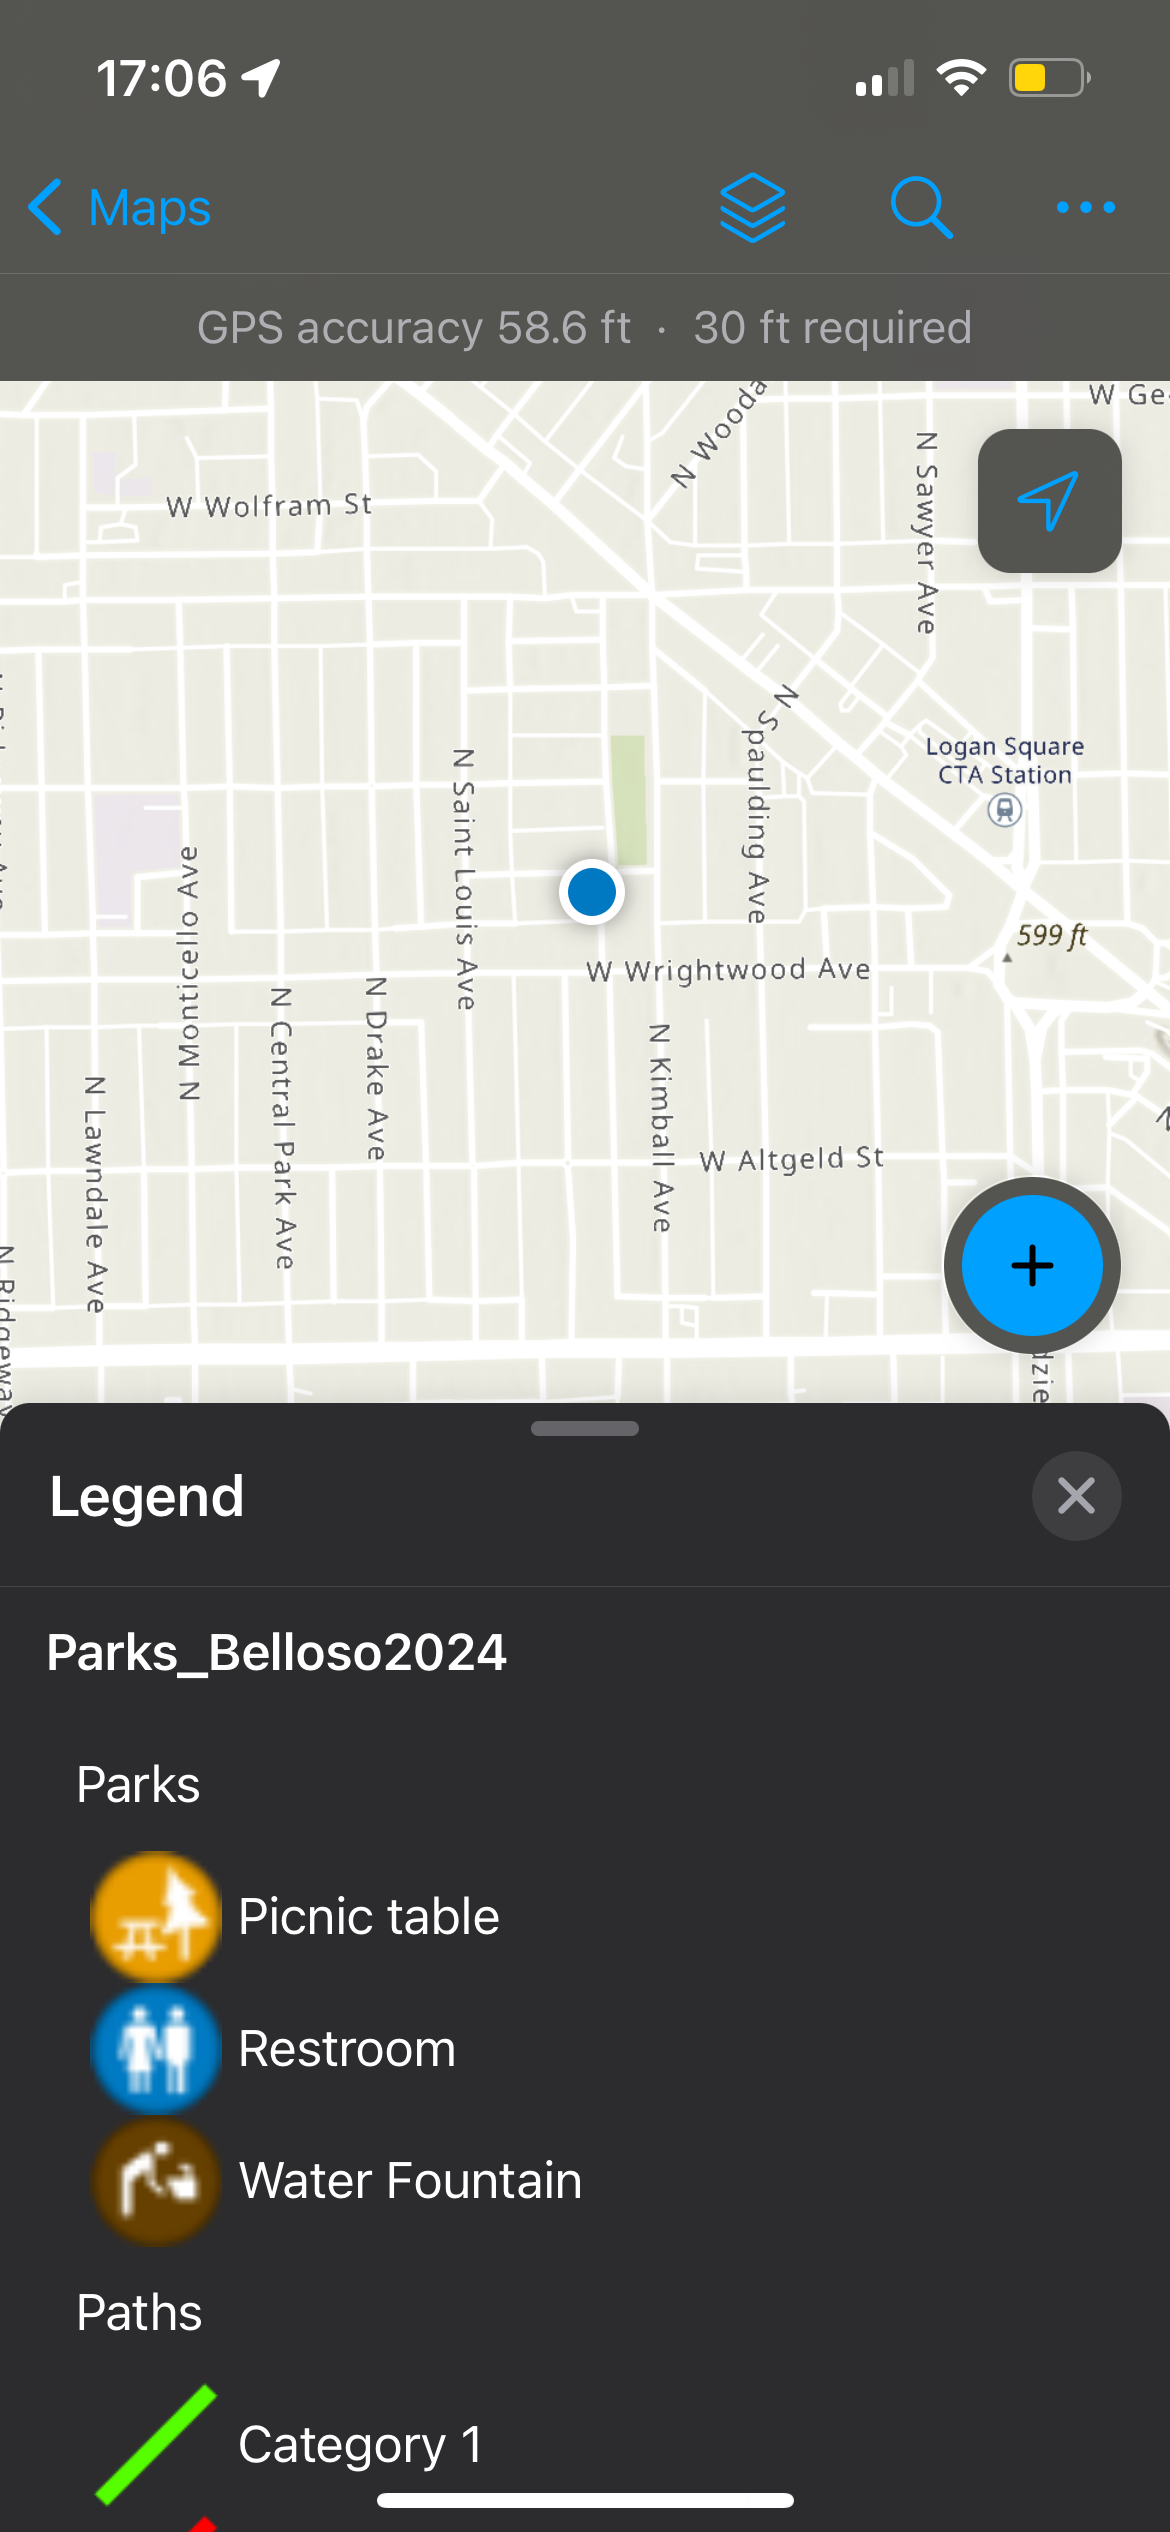 17:06
Maps
GPS accuracy 58.6 ft · 30 ft required
W Ge
N Wooda
N Sawyer Ave
W Wolfram St
N Spaulding Ave
Logan Square
CTA Station
N Saint Louis Ave
N Monticello Ave
599 ft
W Wrightwood Ave
N Drake Ave
N Central Park Ave
N Kimball Ave
N Lawndale Ave
W Altgeld St
N Ridgeway
dzie
Legend
Parks_Belloso2024
Parks
Picnic table
Restroom
Water Fountain
Paths
Category 1